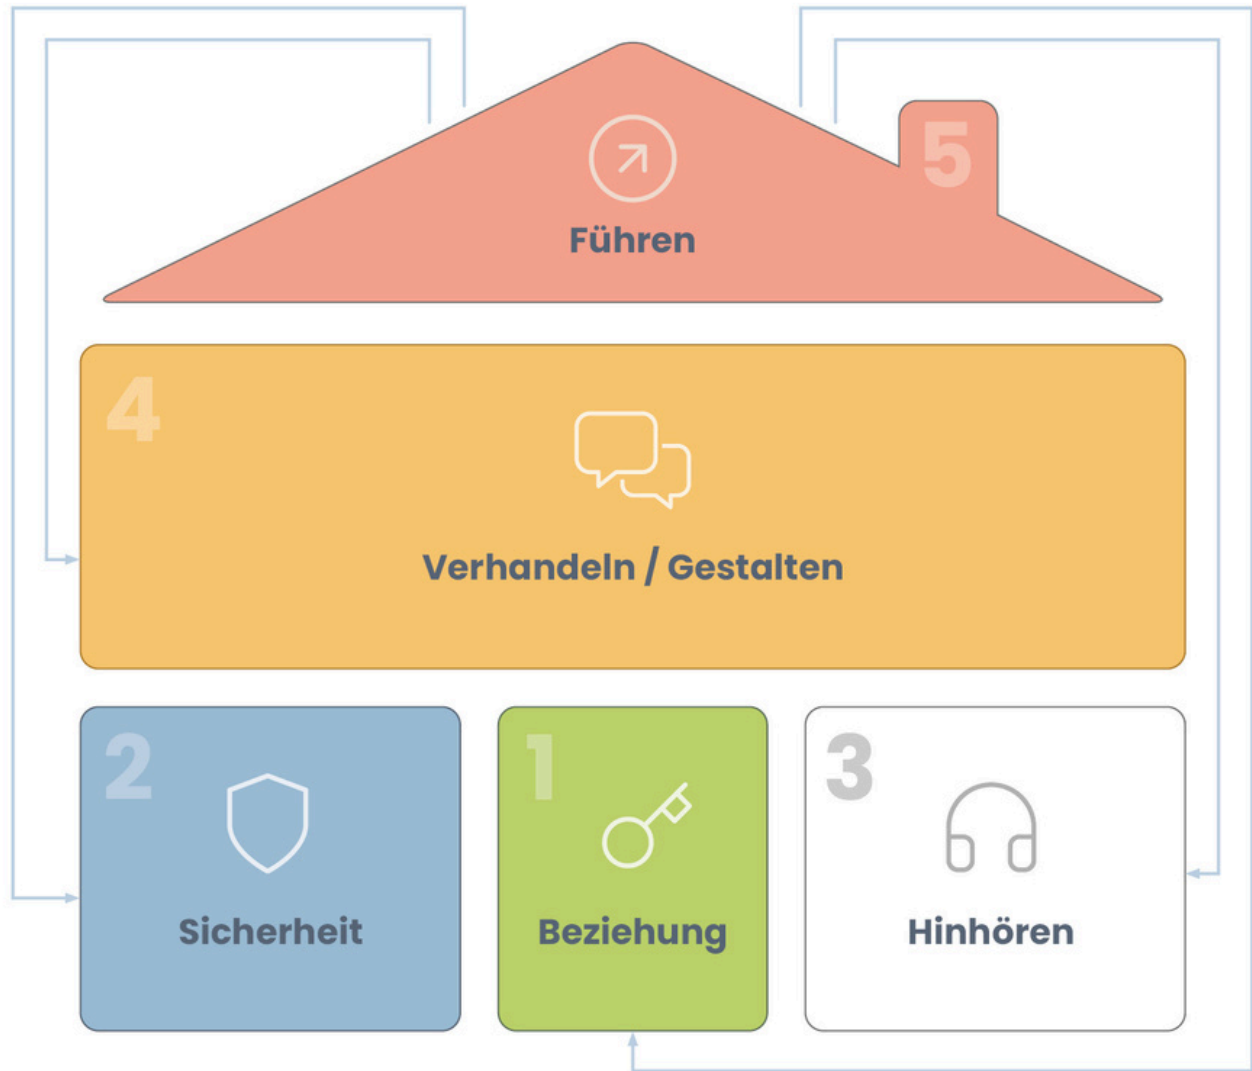 5
Führen
4
Verhandeln / Gestalten
2
Sicherheit
1
Beziehung
3
Hinhören